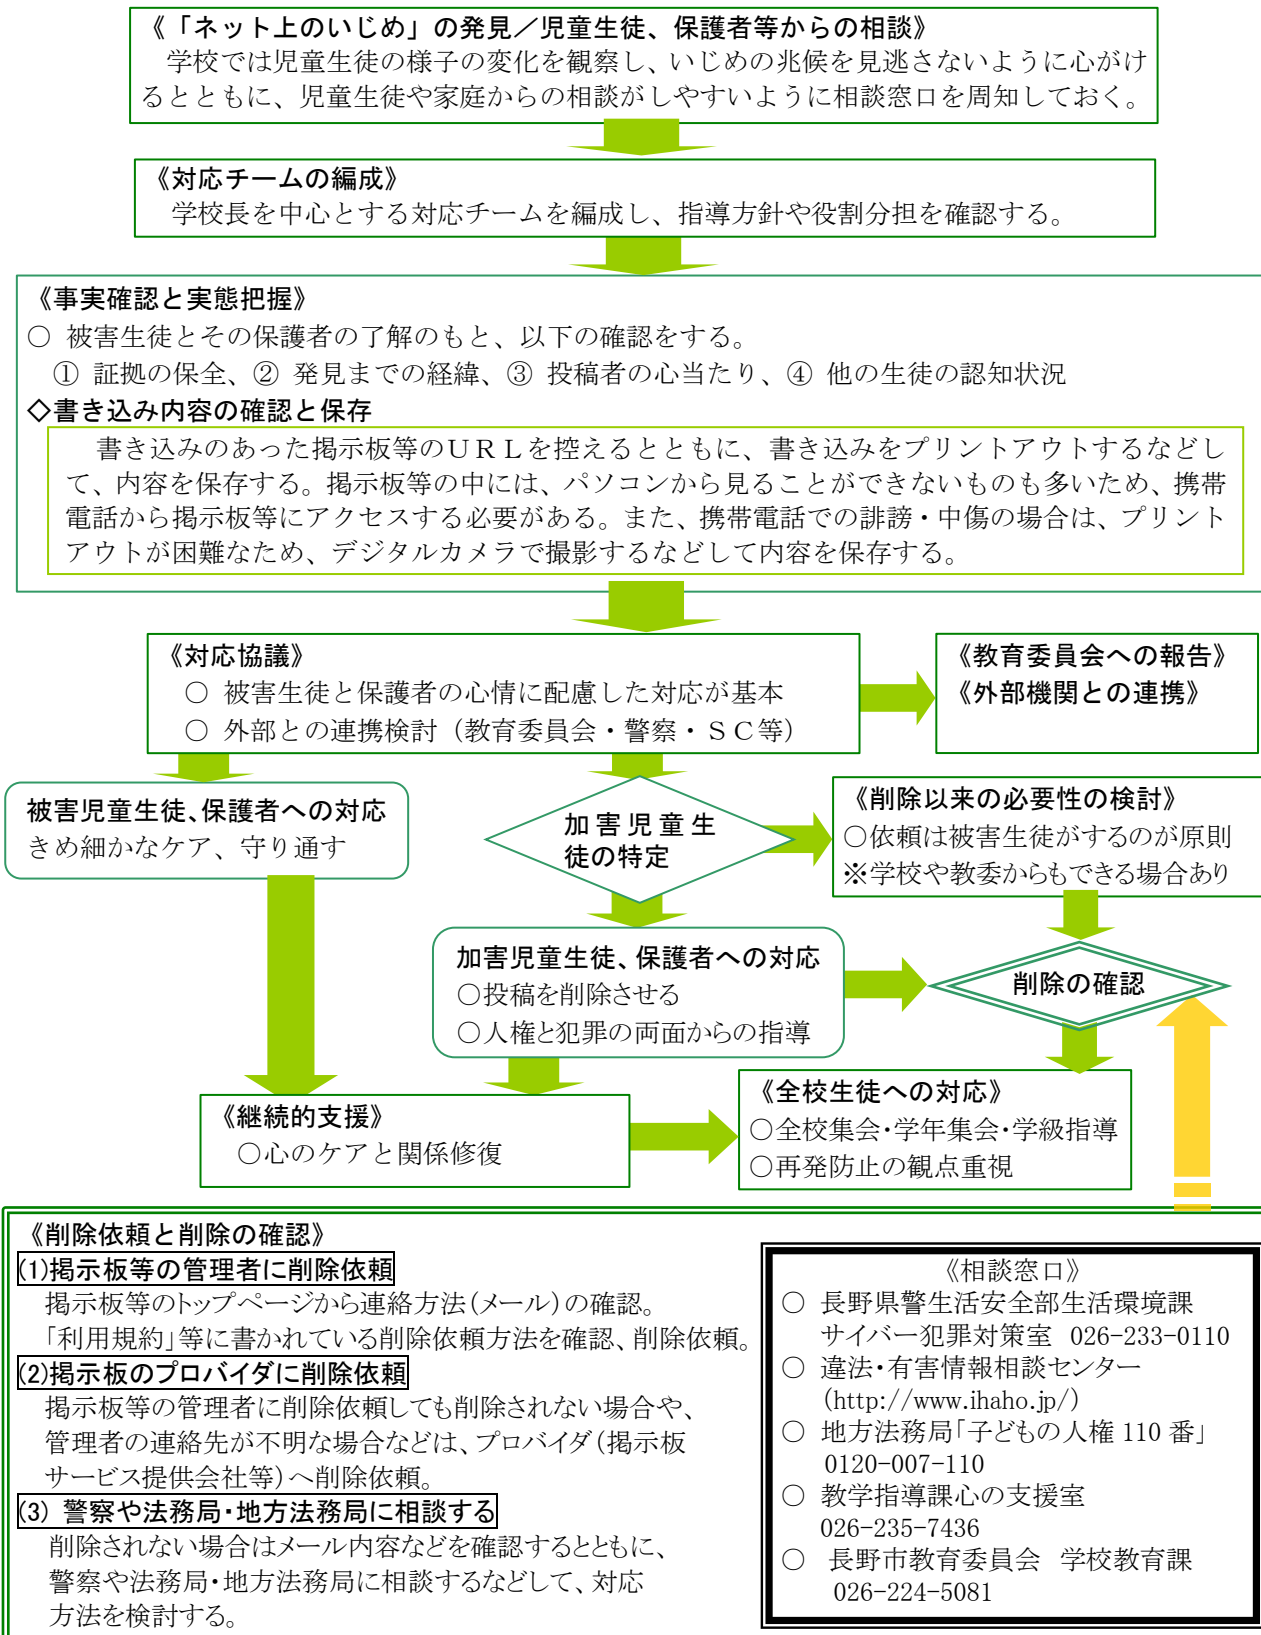 《「ネット上のいじめ」の発見／児童生徒、保護者等からの相談》
学校では児童生徒の様子の変化を観察し、いじめの兆候を見逃さないように心がけ
るとともに、児童生徒や家庭からの相談がしやすいように相談窓口を周知しておく。
《対応チームの編成》
学校長を中心とする対応チームを編成し、指導方針や役割分担を確認する。
《事実確認と実態把握》
○ 被害生徒とその保護者の了解のもと、以下の確認をする。
① 証拠の保全、② 発見までの経緯、③ 投稿者の心当たり、④ 他の生徒の認知状況
◇書き込み内容の確認と保存
書き込みのあった掲示板等のＵＲＬを控えるとともに、書き込みをプリントアウトするなどし
て、内容を保存する。掲示板等の中には、パソコンから見ることができないものも多いため、携帯
電話から掲示板等にアクセスする必要がある。また、携帯電話での誹謗・中傷の場合は、プリント
アウトが困難なため、デジタルカメラで撮影するなどして内容を保存する。
《対応協議》
○ 被害生徒と保護者の心情に配慮した対応が基本
○ 外部との連携検討（教育委員会・警察・ＳＣ等）
《教育委員会への報告》
《外部機関との連携》
被害児童生徒、保護者への対応
きめ細かなケア、守り通す
加害児童生
徒の特定
《削除以来の必要性の検討》
○依頼は被害生徒がするのが原則
※学校や教委からもできる場合あり
加害児童生徒、保護者への対応
○投稿を削除させる
○人権と犯罪の両面からの指導
削除の確認
《継続的支援》
○心のケアと関係修復
《全校生徒への対応》
○全校集会・学年集会・学級指導
○再発防止の観点重視
《削除依頼と削除の確認》
(1)掲示板等の管理者に削除依頼
掲示板等のトップページから連絡方法（メール）の確認。
「利用規約」等に書かれている削除依頼方法を確認、削除依頼。
(2)掲示板のプロバイダに削除依頼
掲示板等の管理者に削除依頼しても削除されない場合や、
管理者の連絡先が不明な場合などは、プロバイダ（掲示板
サービス提供会社等）へ削除依頼。
(3) 警察や法務局・地方法務局に相談する
削除されない場合はメール内容などを確認するとともに、
警察や法務局・地方法務局に相談するなどして、対応
方法を検討する。
《相談窓口》
○ 長野県警生活安全部生活環境課
サイバー犯罪対策室 026-233-0110
○ 違法・有害情報相談センター
(http://www.ihaho.jp/)
○ 地方法務局「子どもの人権 110 番」
0120-007-110
○ 教学指導課心の支援室
026-235-7436
○ 長野市教育委員会 学校教育課
026-224-5081